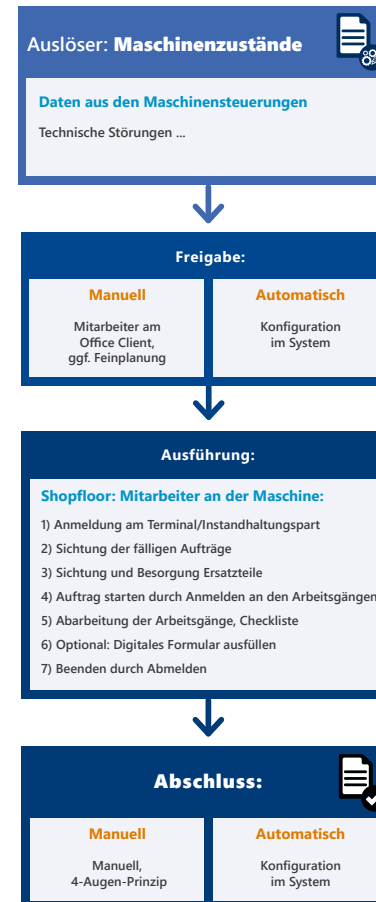 Auslöser: Maschinenzustände
Daten aus den Maschinensteuerungen
Technische Störungen ...
Freigabe:
Manuell
Mitarbeiter am
Office Client,
ggf. Feinplanung
Automatisch
Konfiguration
im System
Ausführung:
Shopfloor: Mitarbeiter an der Maschine:
1) Anmeldung am Terminal/Instandhaltungspart
2) Sichtung der fälligen Aufträge
3) Sichtung und Besorgung Ersatzteile
4) Auftrag starten durch Anmelden an den Arbeitsgängen
5) Abarbeitung der Arbeitsgänge, Checkliste
6) Optional: Digitales Formular ausfüllen
7) Beenden durch Abmelden
Abschluss:
Manuell
Manuell,
4-Augen-Prinzip
Automatisch
Konfiguration
im System